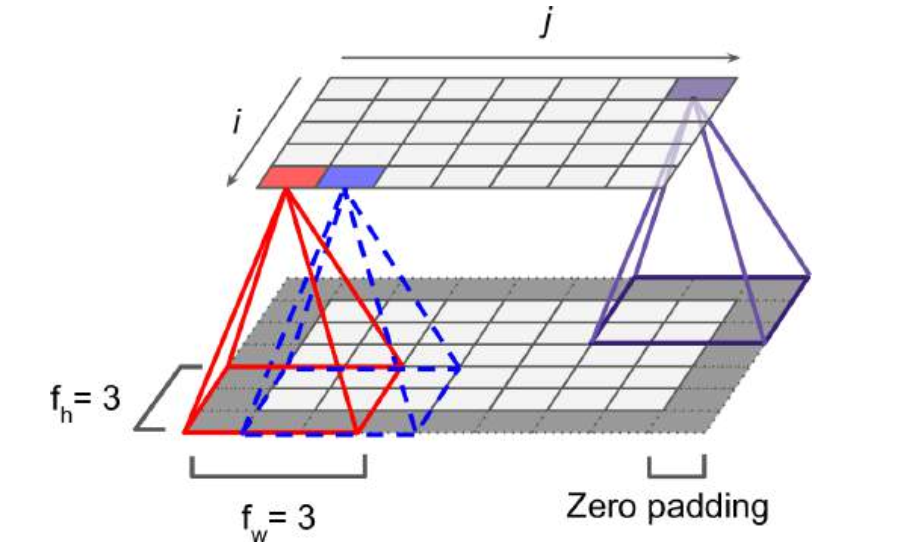 j
i
f_h= 3
f_w= 3
Zero padding